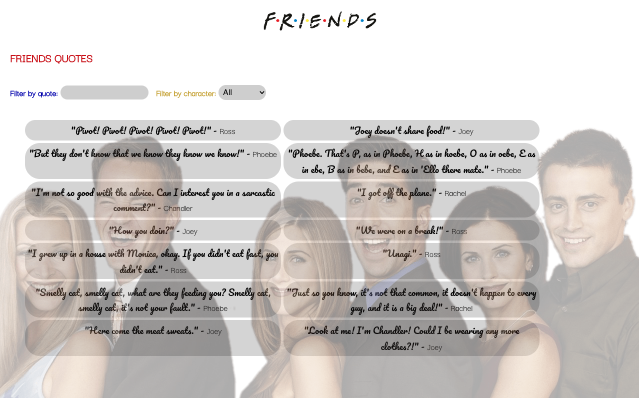 F·R·I·E·N·D·S
FRIENDS QUOTES
Filter by quote: Filter by character: All
"Pivot! Pivot! Pivot! Pivot! Pivot!" - Ross
"Joey doesn't share food!" - Joey
"But they don't know that we know they know we know!" - Phoebe
"Phoebe. That's P, as in Phoebe, H as in hoebe, O as in oebe, E as
in ebe, B as in bebe, and E as in 'Ello there mate." - Phoebe
"I'm not so good with the advice. Can I interest you in a sarcastic
comment?" - Chandler
"I got off the plane." - Rachel
"How you doin?" - Joey
"We were on a break!" - Ross
"I grew up in a house with Monica, okay. If you didn't eat fast, you
didn't eat." - Ross
"Unagi." - Ross
"Smelly cat, smelly cat, what are they feeding you? Smelly cat,
smelly cat, it's not your fault." - Phoebe
"Just so you know, it's not that common, it doesn't happen to every
guy, and it is a big deal!" - Rachel
"Here come the meat sweats." - Joey
"Look at me! I'm Chandler! Could I be wearing any more
clothes?!" - Joey